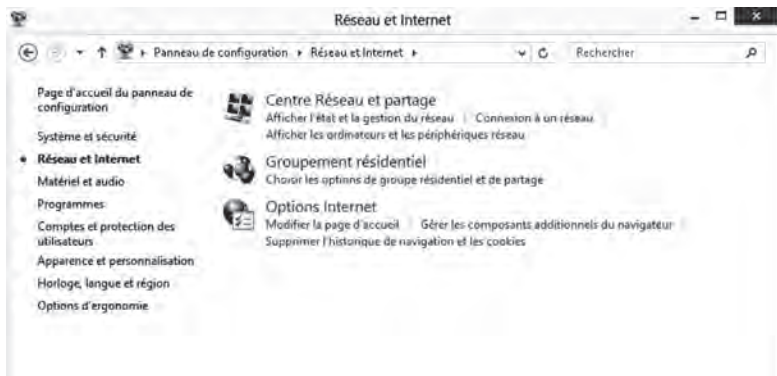 Réseau et Internet
Panneau de configuration
Réseau et Internet
Rechercher
Page d'accueil du panneau de
configuration
Système et sécurité
Réseau et Internet
Matériel et audio
Programmes
Comptes et protection des
utilisateurs
Apparence et personnalisation
Horloge, langue et région
Options d'ergonomie
Centre Réseau et partage
Afficher l'état et la gestion du réseau Connexion à un réseau
Afficher les ordinateurs et les périphériques réseau
Groupement résidentiel
Choisir les options de groupe résidentiel et de partage
Options Internet
Modifier la page d'accueil Gérer les composants additionnels du navigateur
Supprimer l'historique de navigation et les cookies